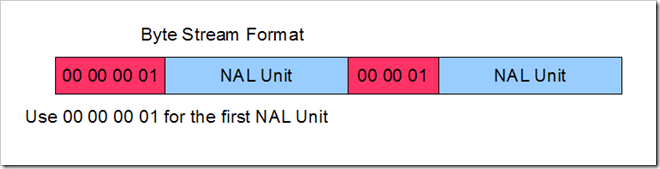 Byte Stream Format
00 00 00 01 NAL Unit 00 00 01 NAL Unit
Use 00 00 00 01 for the first NAL Unit